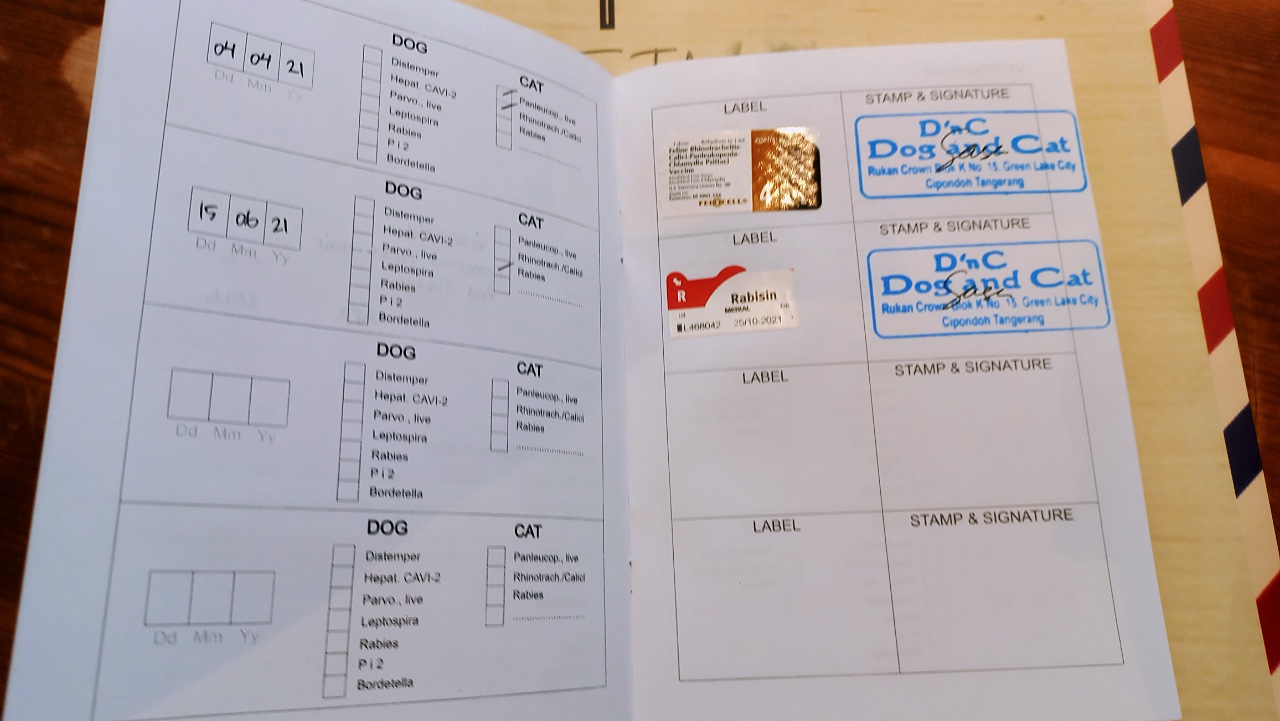 04 04 21
Dd Mm Yy
DOG
Distemper
Hepat. CAVI-2
Parvo., live
Leptospira
Rabies
P i 2
Bordetella
CAT
Panleucop., live
Rhinotrach./Calici
Rabies
15 06 21
Dd Mm Yy
DOG
Distemper
Hepat. CAVI-2
Parvo., live
Leptospira
Rabies
P i 2
Bordetella
CAT
Panleucop., live
Rhinotrach./Calici
Rabies
Dd Mm Yy
DOG
Distemper
Hepat. CAVI-2
Parvo., live
Leptospira
Rabies
P i 2
Bordetella
CAT
Panleucop., live
Rhinotrach./Calici
Rabies
Dd Mm Yy
DOG
Distemper
Hepat. CAVI-2
Parvo., live
Leptospira
Rabies
P i 2
Bordetella
CAT
Panleucop., live
Rhinotrach./Calici
Rabies
LABEL
Feline Rhinotracheitis-
Calici-Panleukopenia-
Chlamydia Psittaci
Vaccine
FELOCELL
4
STAMP & SIGNATURE
D'nC
Dog and Cat
Rukan Crown Blok K No. 15, Green Lake City
Cipondoh Tangerang
LABEL
R
Rabisin
MERIAL
L468042 25/10/2021
STAMP & SIGNATURE
D'nC
Dog and Cat
Rukan Crown Blok K No. 15, Green Lake City
Cipondoh Tangerang
LABEL
STAMP & SIGNATURE
LABEL
STAMP & SIGNATURE